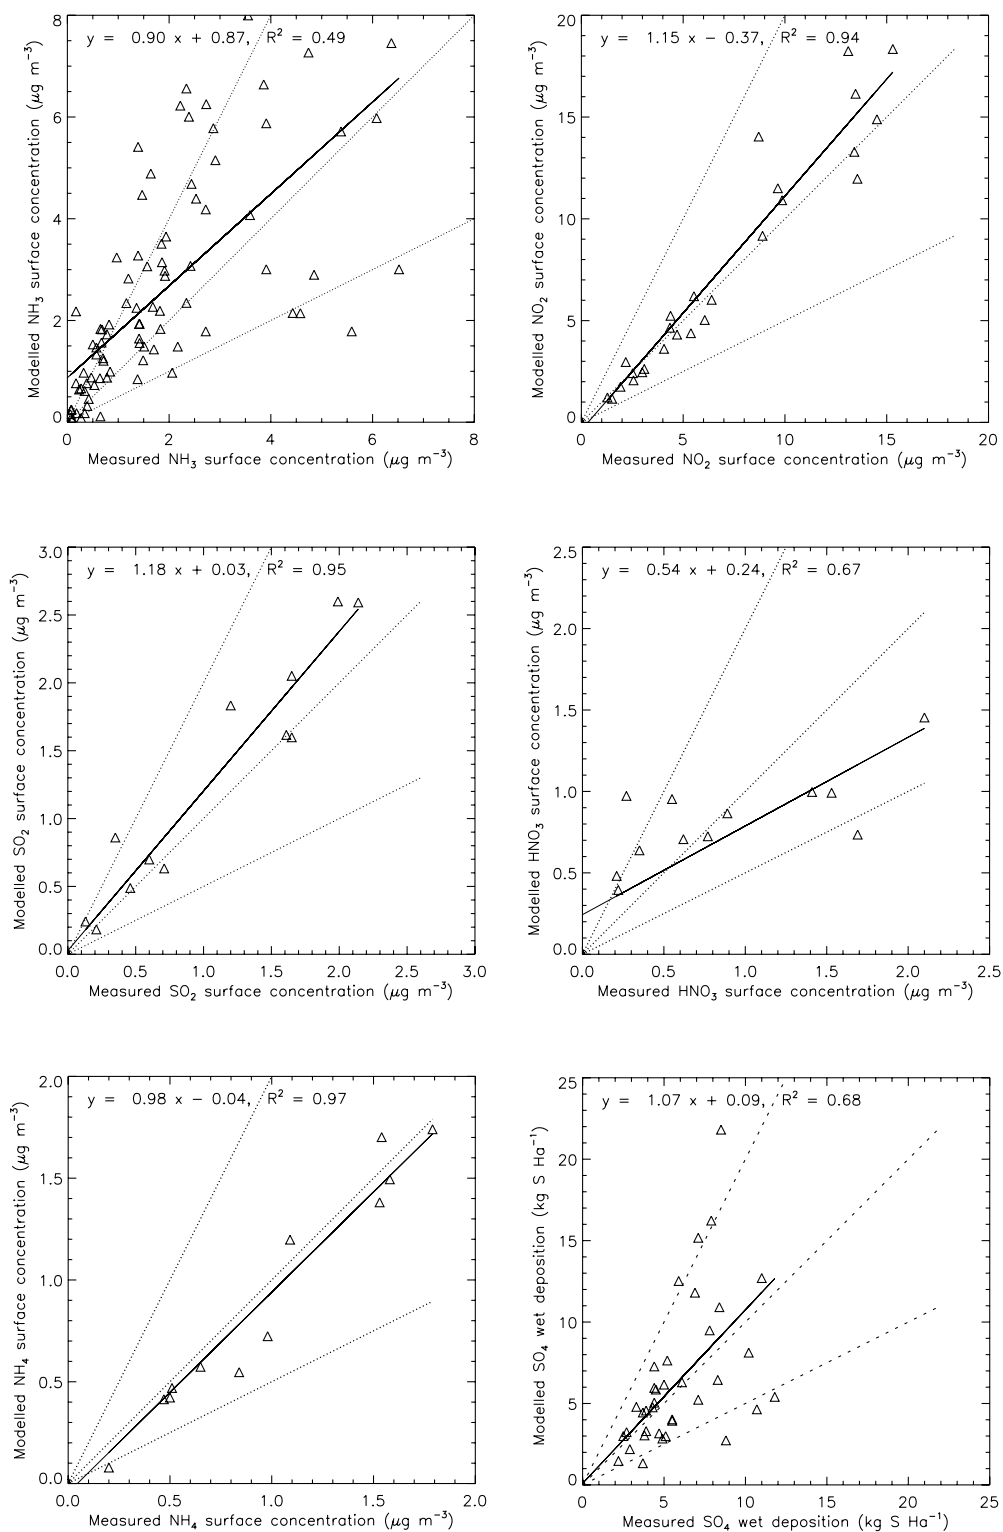 y = 0.90 x + 0.87, R² = 0.49
Modelled NH₃ surface concentration (μg m⁻³)
8
6
4
2
0
0 2 4 6 8
Measured NH₃ surface concentration (μg m⁻³)
y = 1.15 x − 0.37, R² = 0.94
Modelled NO₂ surface concentration (μg m⁻³)
20
15
10
5
0
0 5 10 15 20
Measured NO₂ surface concentration (μg m⁻³)
y = 1.18 x + 0.03, R² = 0.95
Modelled SO₂ surface concentration (μg m⁻³)
3.0
2.5
2.0
1.5
1.0
0.5
0.0
0.0 0.5 1.0 1.5 2.0 2.5 3.0
Measured SO₂ surface concentration (μg m⁻³)
y = 0.54 x + 0.24, R² = 0.67
Modelled HNO₃ surface concentration (μg m⁻³)
2.5
2.0
1.5
1.0
0.5
0.0
0.0 0.5 1.0 1.5 2.0 2.5
Measured HNO₃ surface concentration (μg m⁻³)
y = 0.98 x − 0.04, R² = 0.97
Modelled NH₄ surface concentration (μg m⁻³)
2.0
1.5
1.0
0.5
0.0
0.0 0.5 1.0 1.5 2.0
Measured NH₄ surface concentration (μg m⁻³)
y = 1.07 x + 0.09, R² = 0.68
Modelled SO₄ wet deposition (kg S Ha⁻¹)
25
20
15
10
5
0
0 5 10 15 20 25
Measured SO₄ wet deposition (kg S Ha⁻¹)